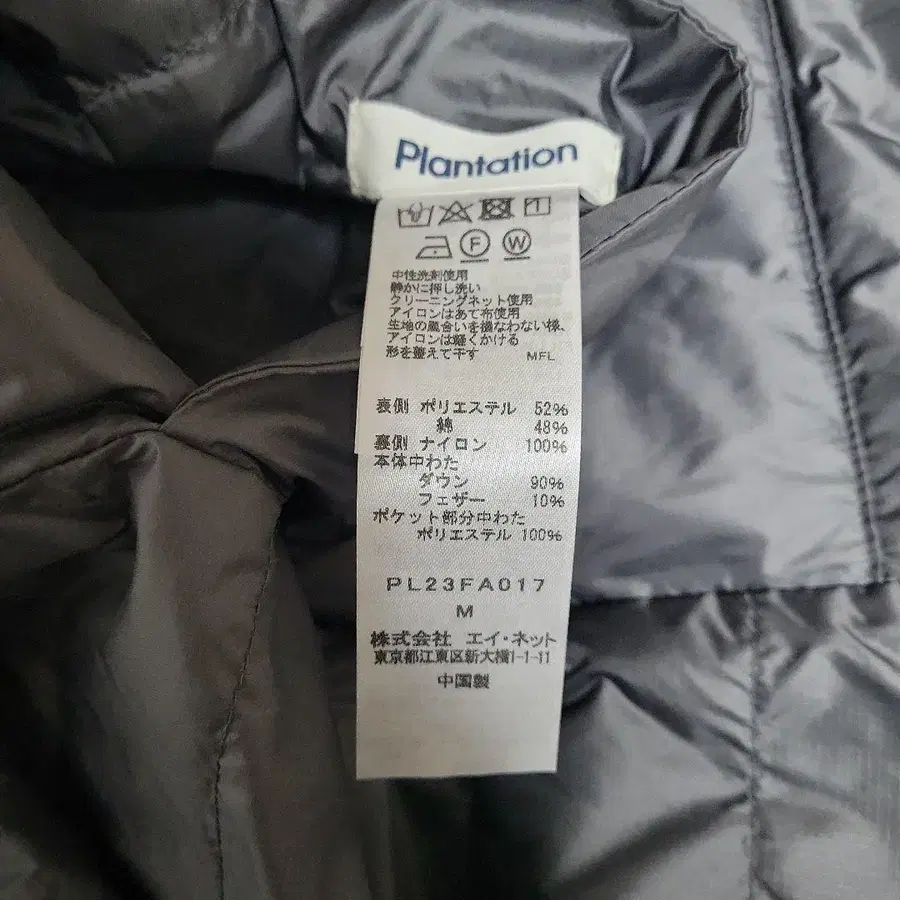 Plantation
F W
中性洗剤使用
静かに押し洗い
クリーニングネット使用
アイロンはあて布使用
生地の風合いを損なわない様、
アイロンは軽くかける
形を整えて干す MFL
表側 ポリエステル 52%
綿 48%
裏側 ナイロン 100%
本体中わた
ダウン 90%
フェザー 10%
ポケット部分中わた
ポリエステル 100%
PL23FA017
M
株式会社 エイ・ネット
東京都江東区新大橋1-1-11
中国製